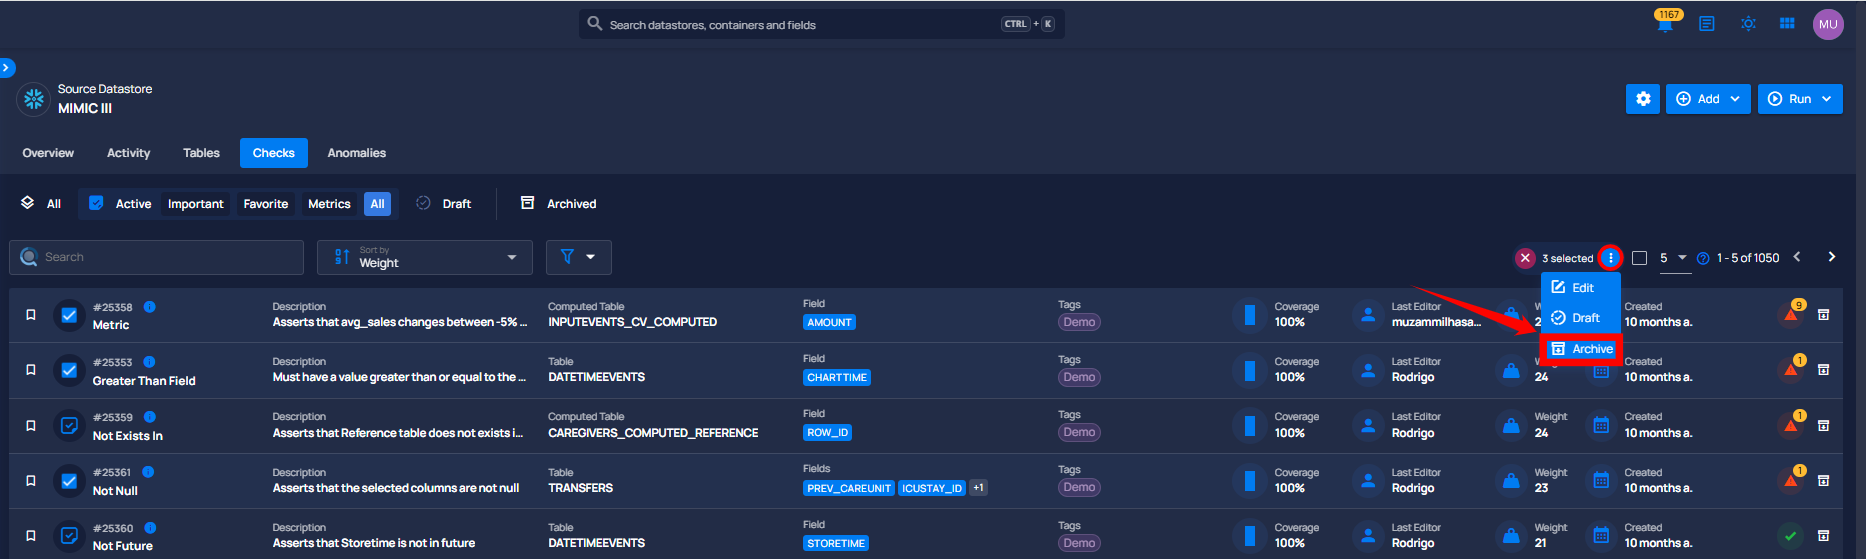 Search datastores, containers and fields CTRL + K 1167 MU
Source Datastore
MIMIC III
Add Run
Overview Activity Tables Checks Anomalies
All Active Important Favorite Metrics All Draft Archived
Search Sort by Weight 3 selected 5 1 - 5 of 1050
Edit
Draft
Archive
#25358 Description Computed Table Field Tags Coverage Last Editor Created 9
Metric Asserts that avg_sales changes between -5% ... INPUTEVENTS_CV_COMPUTED AMOUNT Demo 100% muzammilhasa... 10 months a.
#25353 Description Table Field Tags Coverage Last Editor Created 1
Greater Than Field Must have a value greater than or equal to the ... DATETIMEEVENTS CHARTTIME Demo 100% Rodrigo 24 10 months a.
#25359 Description Computed Table Field Tags Coverage Last Editor Weight Created 1
Not Exists In Asserts that Reference table does not exists i... CAREGIVERS_COMPUTED_REFERENCE ROW_ID Demo 100% Rodrigo 24 10 months a.
#25361 Description Table Fields Tags Coverage Last Editor Weight Created 1
Not Null Asserts that the selected columns are not null TRANSFERS PREV_CAREUNIT ICUSTAY_ID +1 Demo 100% Rodrigo 23 10 months a.
#25360 Description Table Field Tags Coverage Last Editor Weight Created
Not Future Asserts that Storetime is not in future DATETIMEEVENTS STORETIME Demo 100% Rodrigo 21 10 months a.